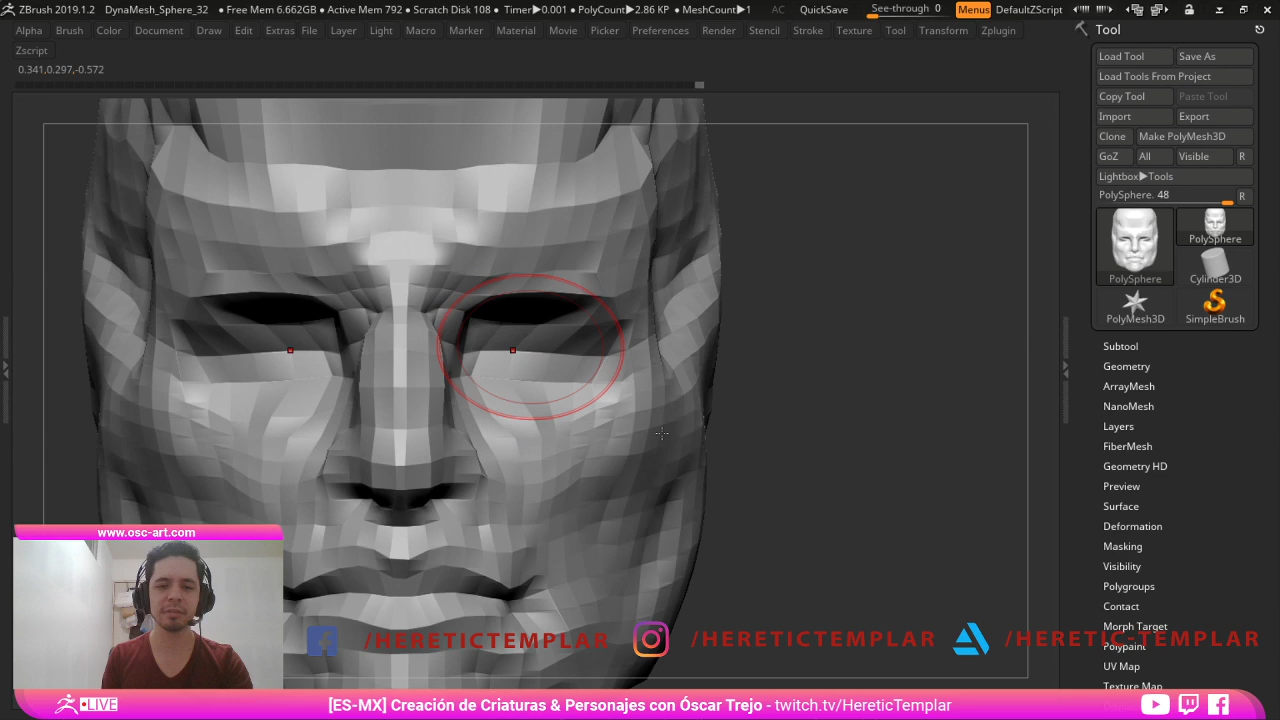 ZBrush 2019.1.2 DynaMesh_Sphere_32 ● Free Mem 6.662GB ● Active Mem 792 ● Scratch Disk 108 ● Timer▶0.001 ● PolyCount▶2.86 KP ● MeshCount▶1 AC QuickSave See-through 0 Menus DefaultZScript
Alpha Brush Color Document Draw Edit Extras File Layer Light Macro Marker Material Movie Picker Preferences Render Stencil Stroke Texture Tool Transform Zplugin
Zscript
0.341,0.297,-0.572
Tool
Load Tool Save As
Load Tools From Project
Copy Tool Paste Tool
Import Export
Clone Make PolyMesh3D
GoZ All Visible R
Lightbox▶Tools
PolySphere. 48 R
PolySphere
PolySphere Cylinder3D
PolyMesh3D SimpleBrush
Subtool
Geometry
ArrayMesh
NanoMesh
Layers
FiberMesh
Geometry HD
Preview
Surface
Deformation
Masking
Visibility
Polygroups
Contact
Morph Target
Polypaint
UV Map
Texture Map
www.osc-art.com
/HERETICTEMPLAR /HERETICTEMPLAR /HERETIC-TEMPLAR
LIVE [ES-MX] Creación de Criaturas & Personajes con Óscar Trejo - twitch.tv/HereticTemplar